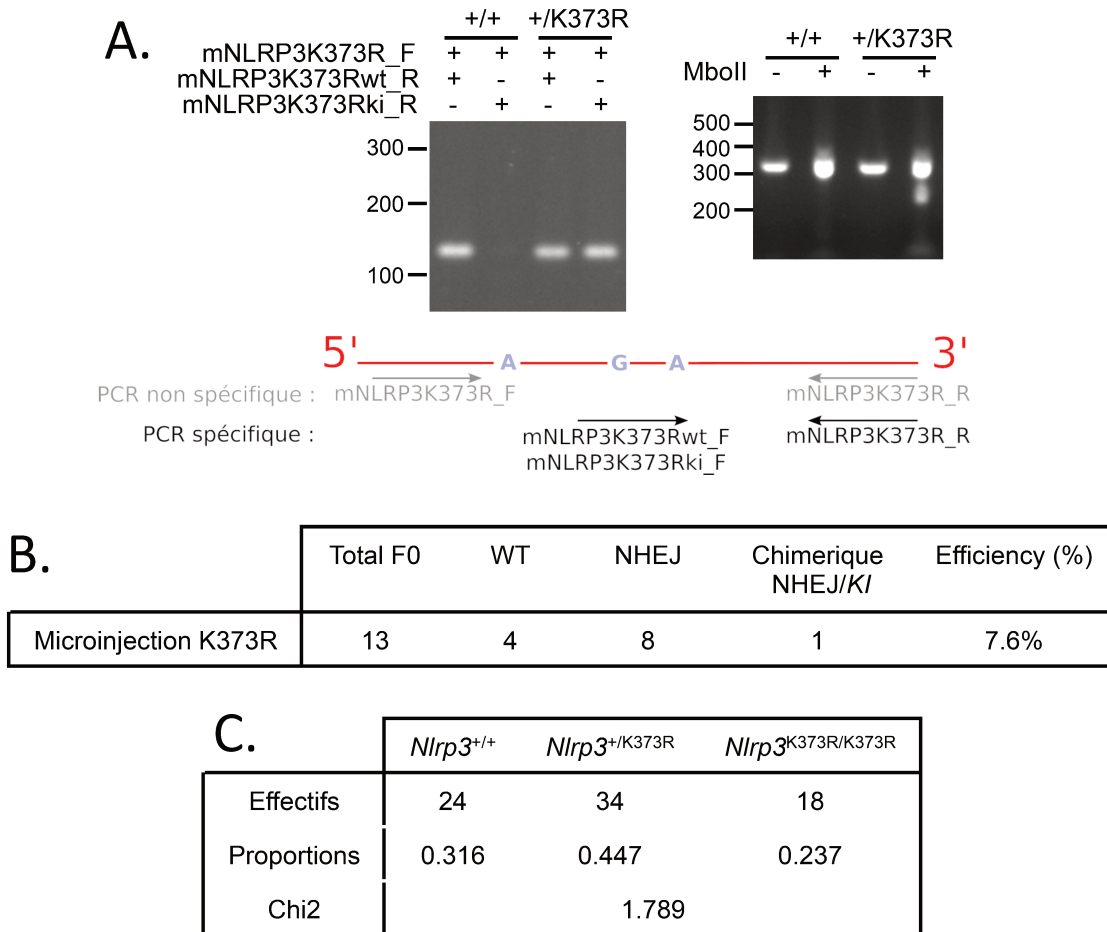 A.
+/+ +/K373R
mNLRP3K373R_F + + + +
mNLRP3K373Rwt_R + - + -
mNLRP3K373Rki_R - + - +
300
200
100
+/+ +/K373R
MboII - + - +
500
400
300
200
5' A G A 3'
PCR non spécifique : mNLRP3K373R_F mNLRP3K373R_R
PCR spécifique : mNLRP3K373Rwt_F mNLRP3K373R_R
mNLRP3K373Rki_F
B.
Total F0 WT NHEJ Chimerique Efficiency (%)
NHEJ/KI
Microinjection K373R 13 4 8 1 7.6%
C.
Nlrp3+/+ Nlrp3+/K373R Nlrp3K373R/K373R
Effectifs 24 34 18
Proportions 0.316 0.447 0.237
Chi2 1.789